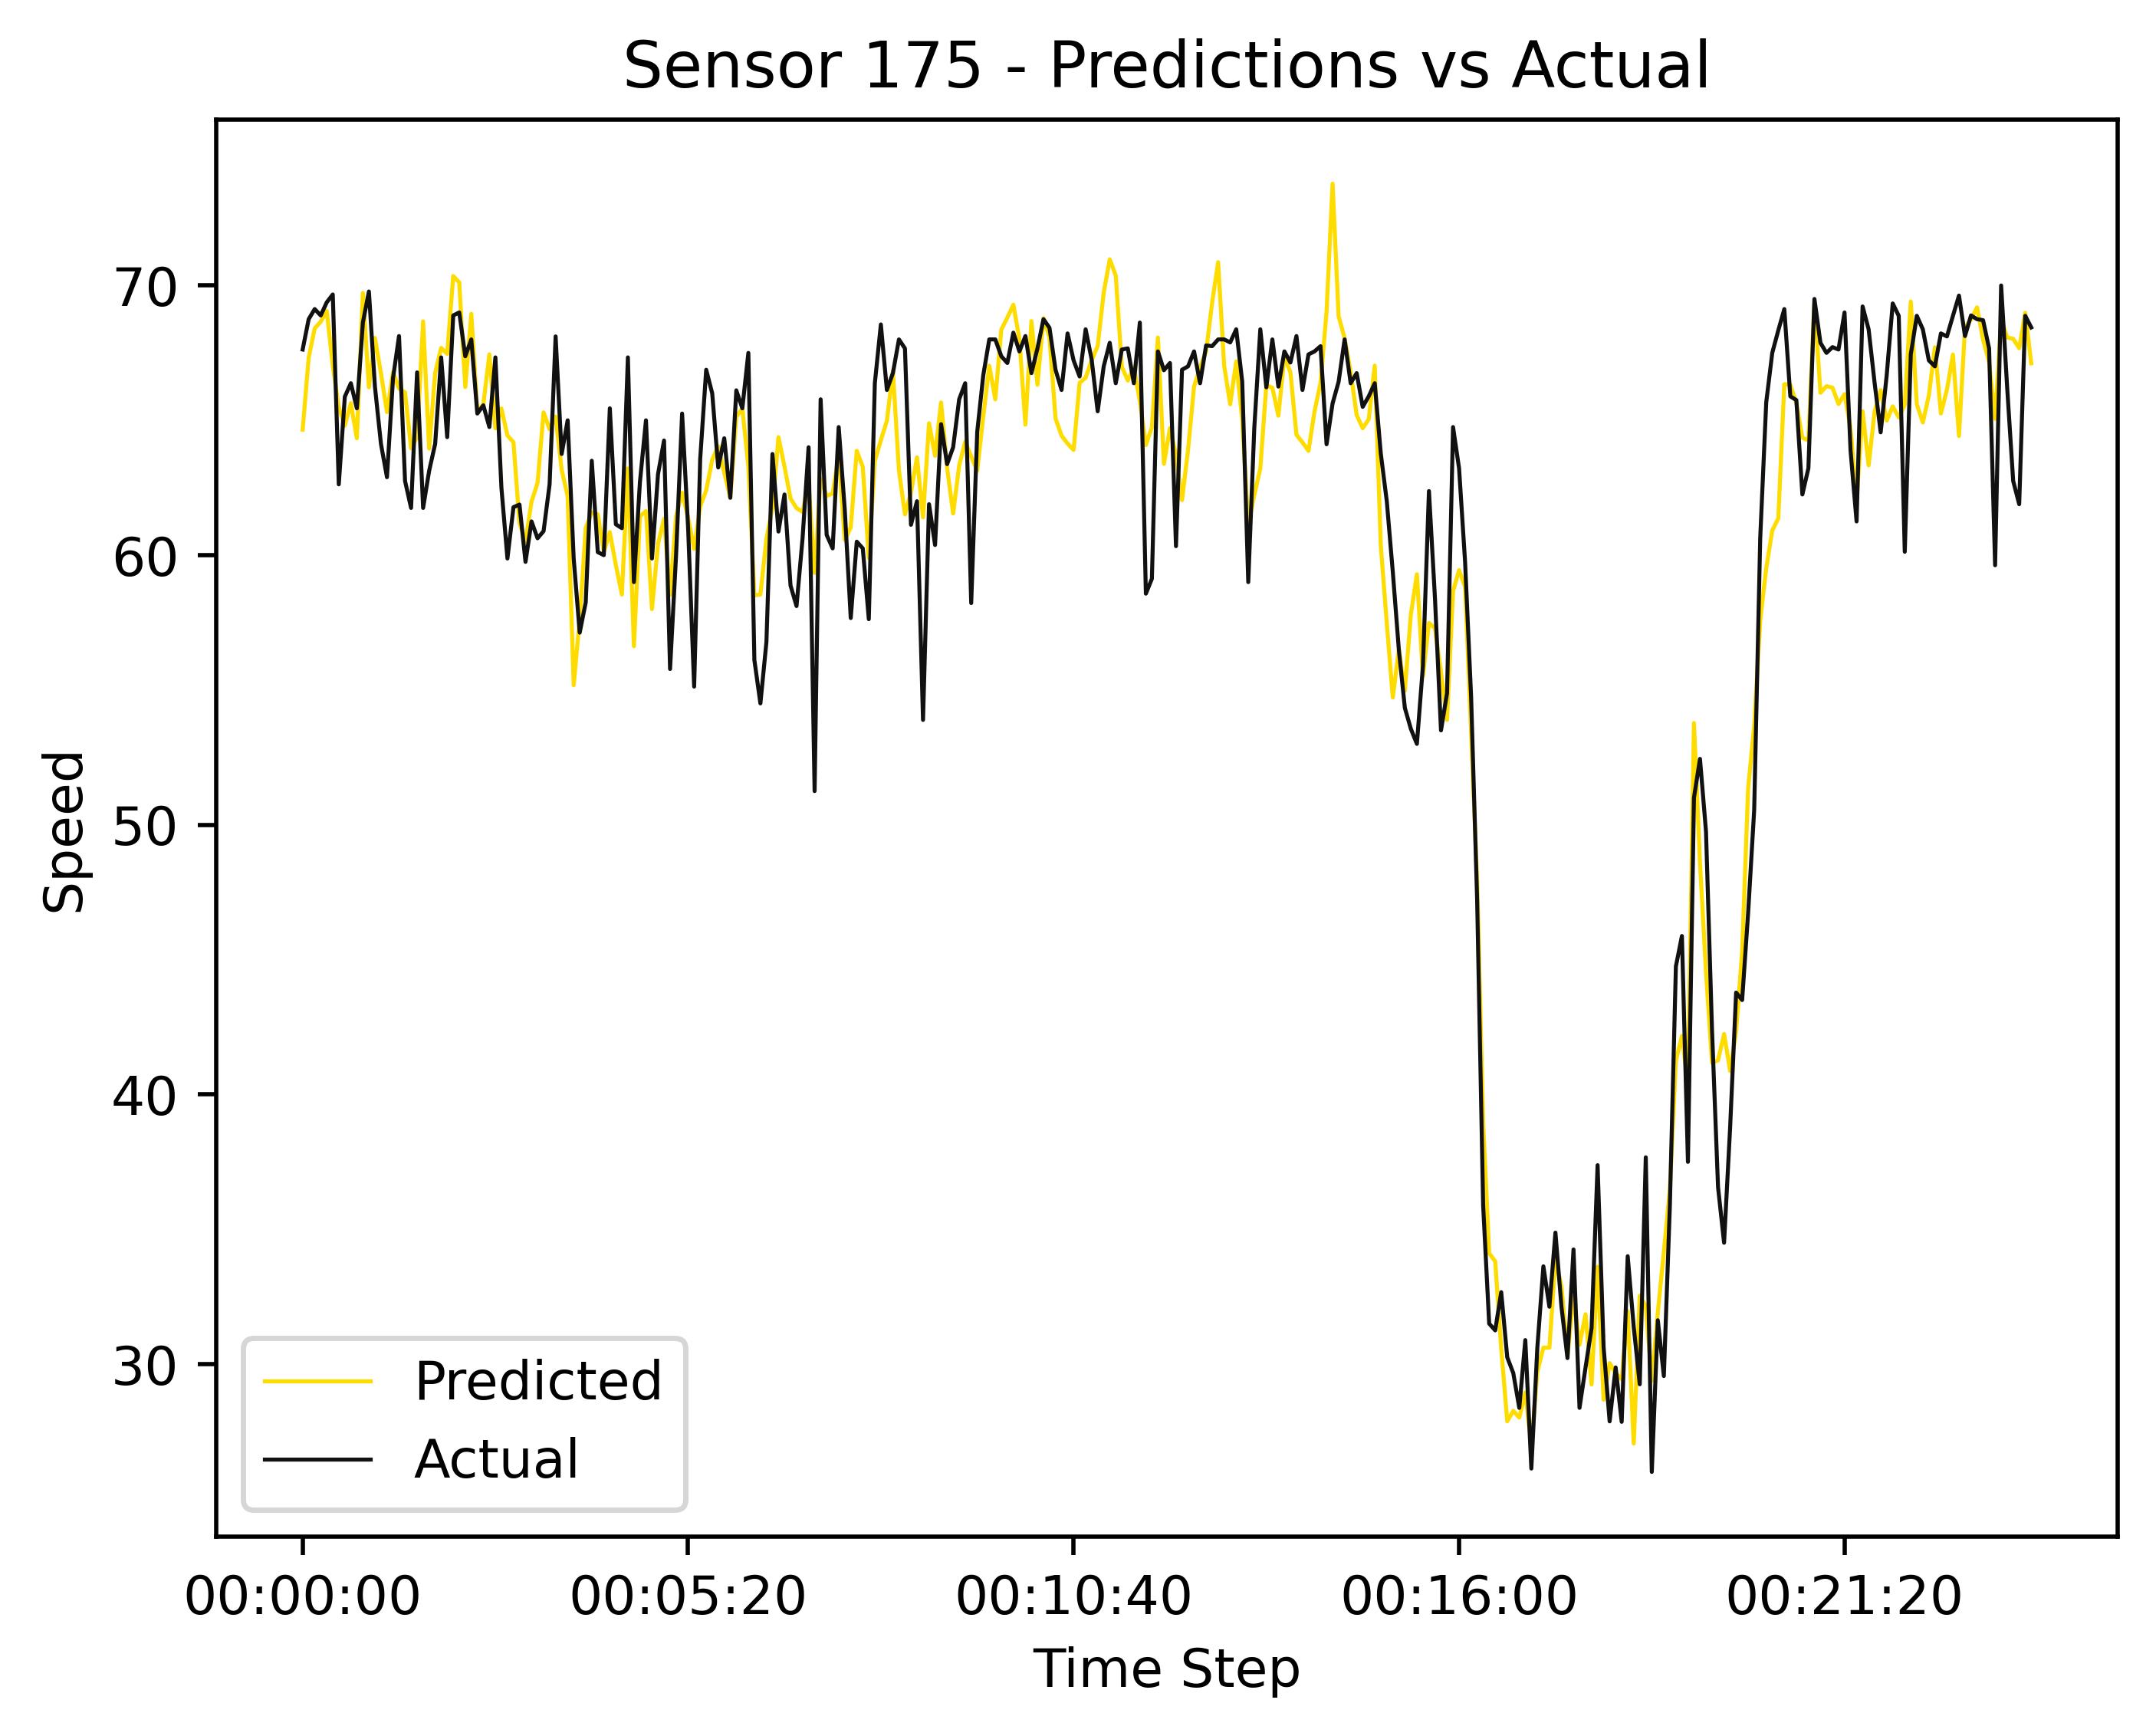 Sensor 175 - Predictions vs Actual
70
60
50
40
30
Speed
Predicted
Actual
00:00:00 00:05:20 00:10:40 00:16:00 00:21:20
Time Step